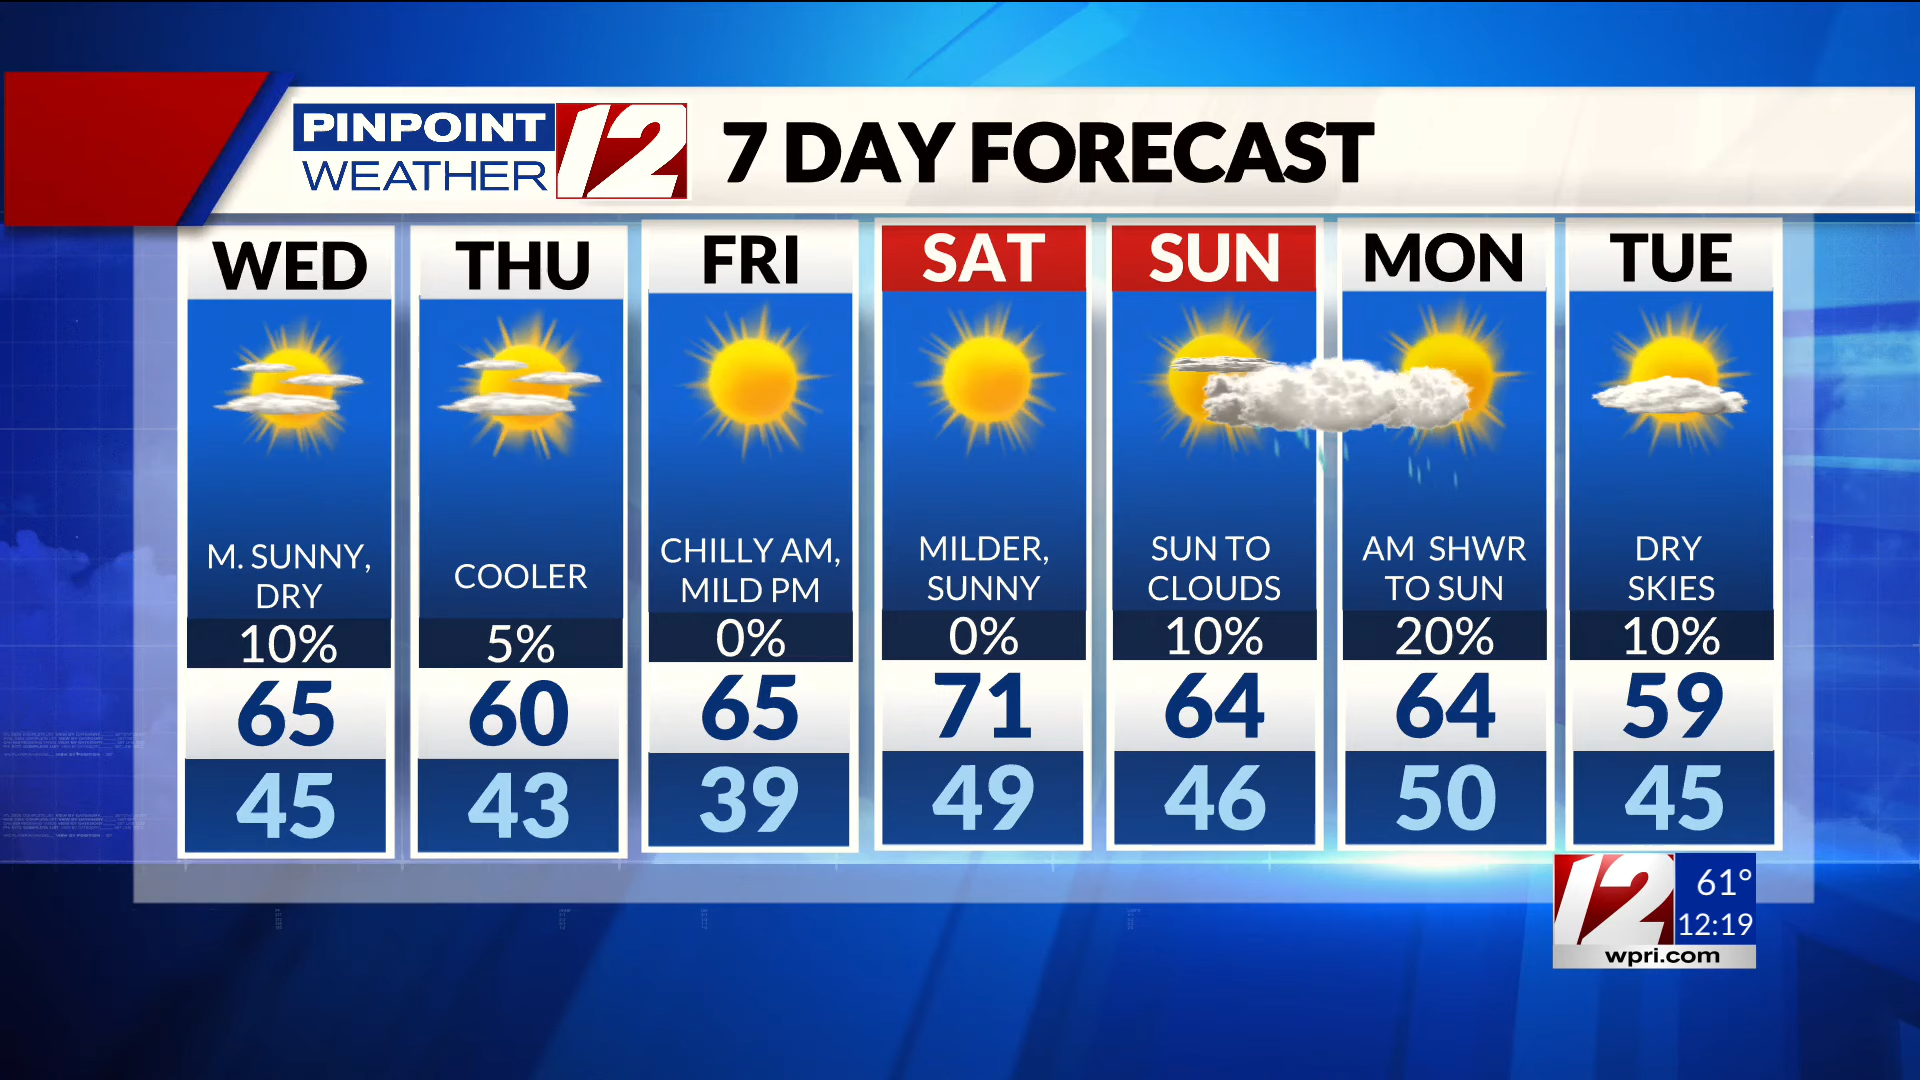 PINPOINT
WEATHER
12
7 DAY FORECAST
WED
M. SUNNY,
DRY
10%
65
45
THU
COOLER
5%
60
43
FRI
CHILLY AM,
MILD PM
0%
65
39
SAT
MILDER,
SUNNY
0%
71
49
SUN
SUN TO
CLOUDS
10%
64
46
MON
AM SHWR
TO SUN
20%
64
50
TUE
DRY
SKIES
10%
59
45
12
61°
12:19
wpri.com